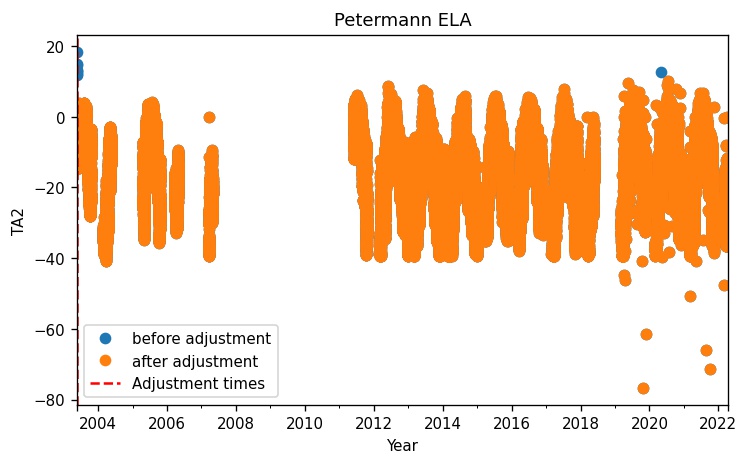 Petermann ELA
TA2
20
0
−20
−40
−60
−80
before adjustment
after adjustment
Adjustment times
2004 2006 2008 2010 2012 2014 2016 2018 2020 2022
Year